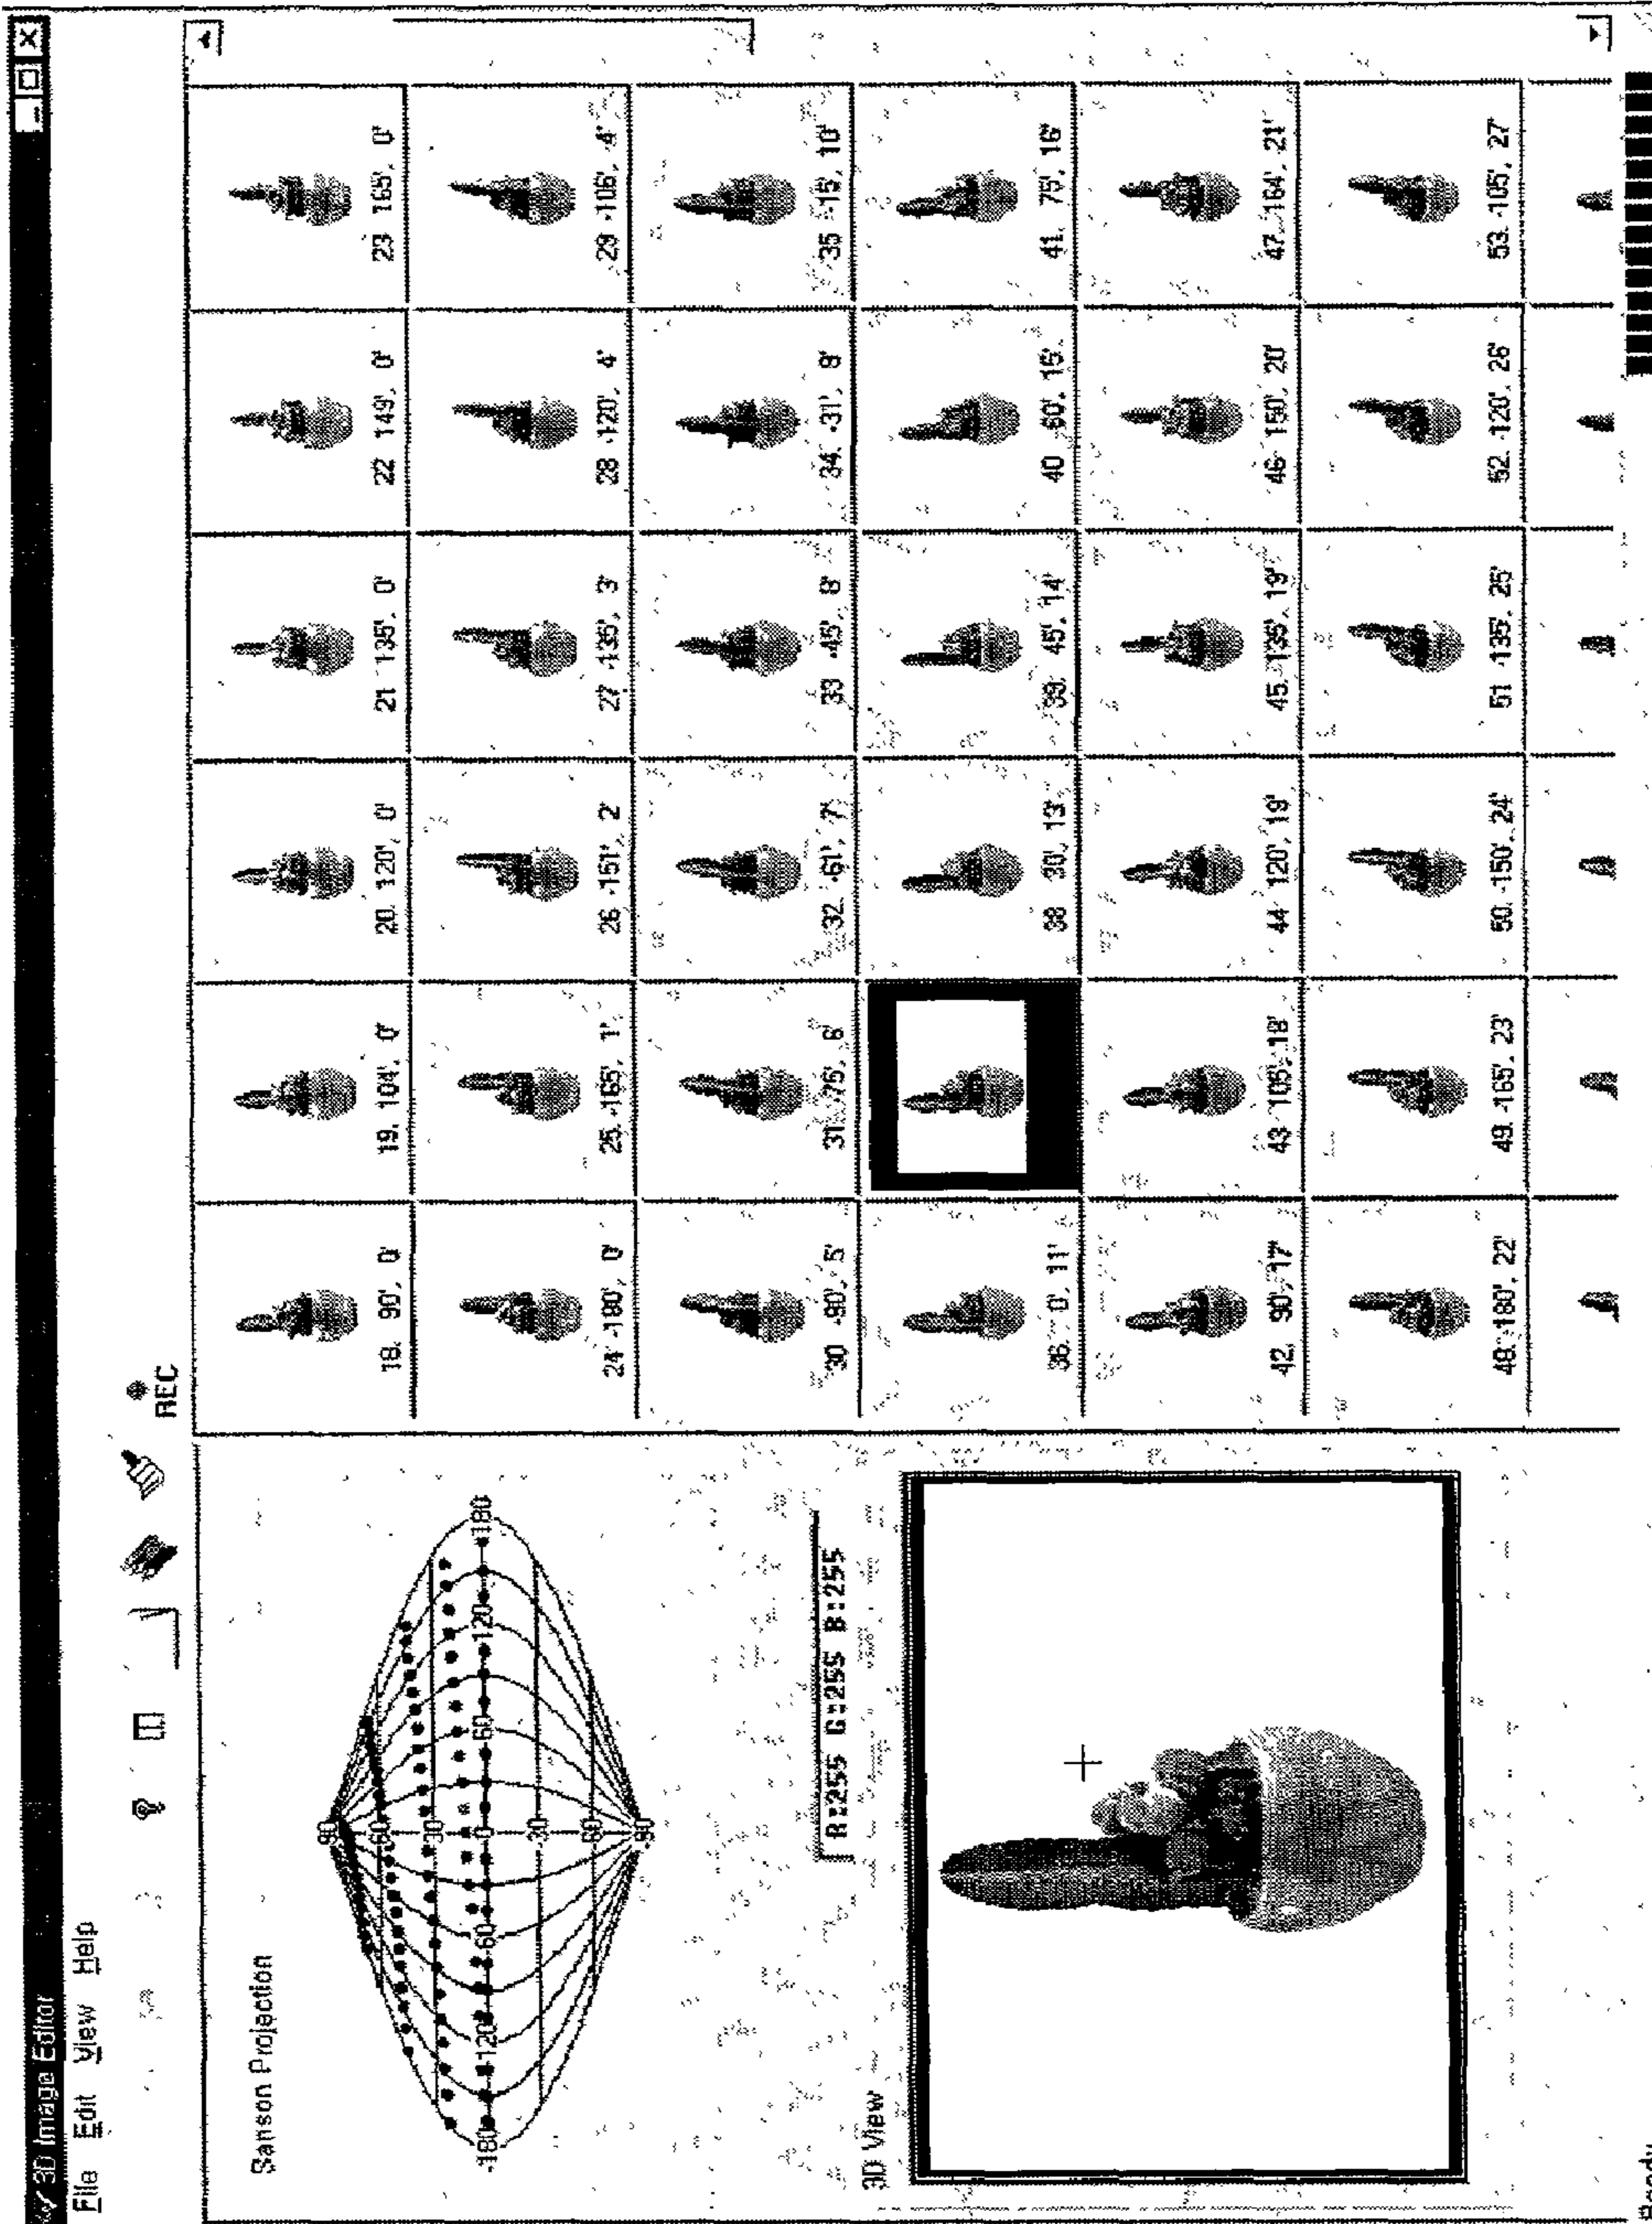 3D Image Editor
File Edit View Help
REC
Sanson Projection
90
60
30
-180 -120 -60 0 60 120 180
-30
-60
-90
R:255 G:255 B:255
3D View
18. 90', 0'
19. 104', 0'
20. 120', 0'
21 135', 0'
22 149', 0'
23 165', 0'
24 -180', 0'
25. -165', 1'
26 -151', 2'
27 -135', 3'
28 -120', 4'
29 -106', 4'
30 -90', 5'
31. -75', 6'
32. -61', 7'
33 -45', 8'
34. -31', 8'
35 -15', 10'
36. 0', 11'
38 30', 13'
39. 45', 14'
40 60', 15'
41. 75', 16'
42. 90', 17'
43 105', 18'
44 120', 19'
45. 135', 19'
46 150', 20'
47. 164', 21'
48. -180', 22'
49. -165', 23'
50. -150', 24'
51 -135', 25'
52. -120', 26'
53. -105', 27'
Ready